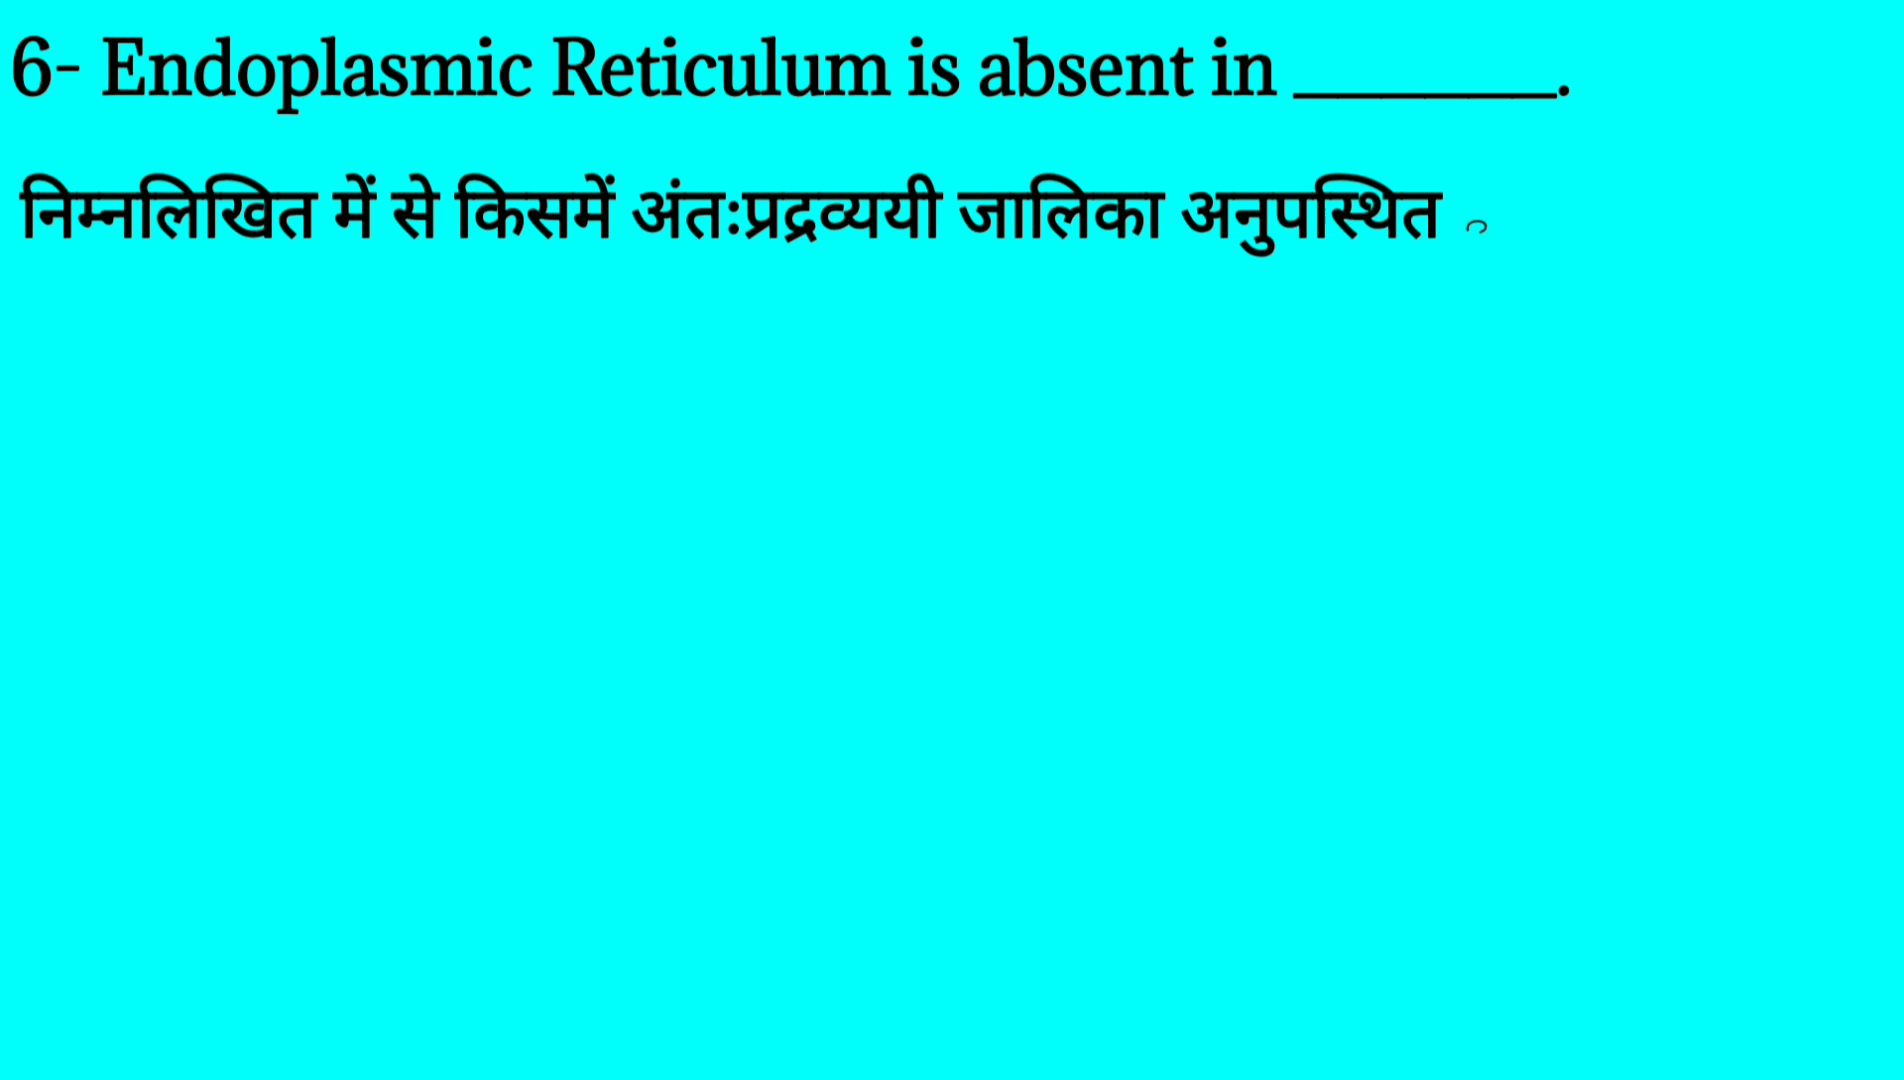 6- Endoplasmic Reticulum is absent in ________.
निम्नलिखित में से किसमें अंतःप्रद्रव्ययी जालिका अनुपस्थित